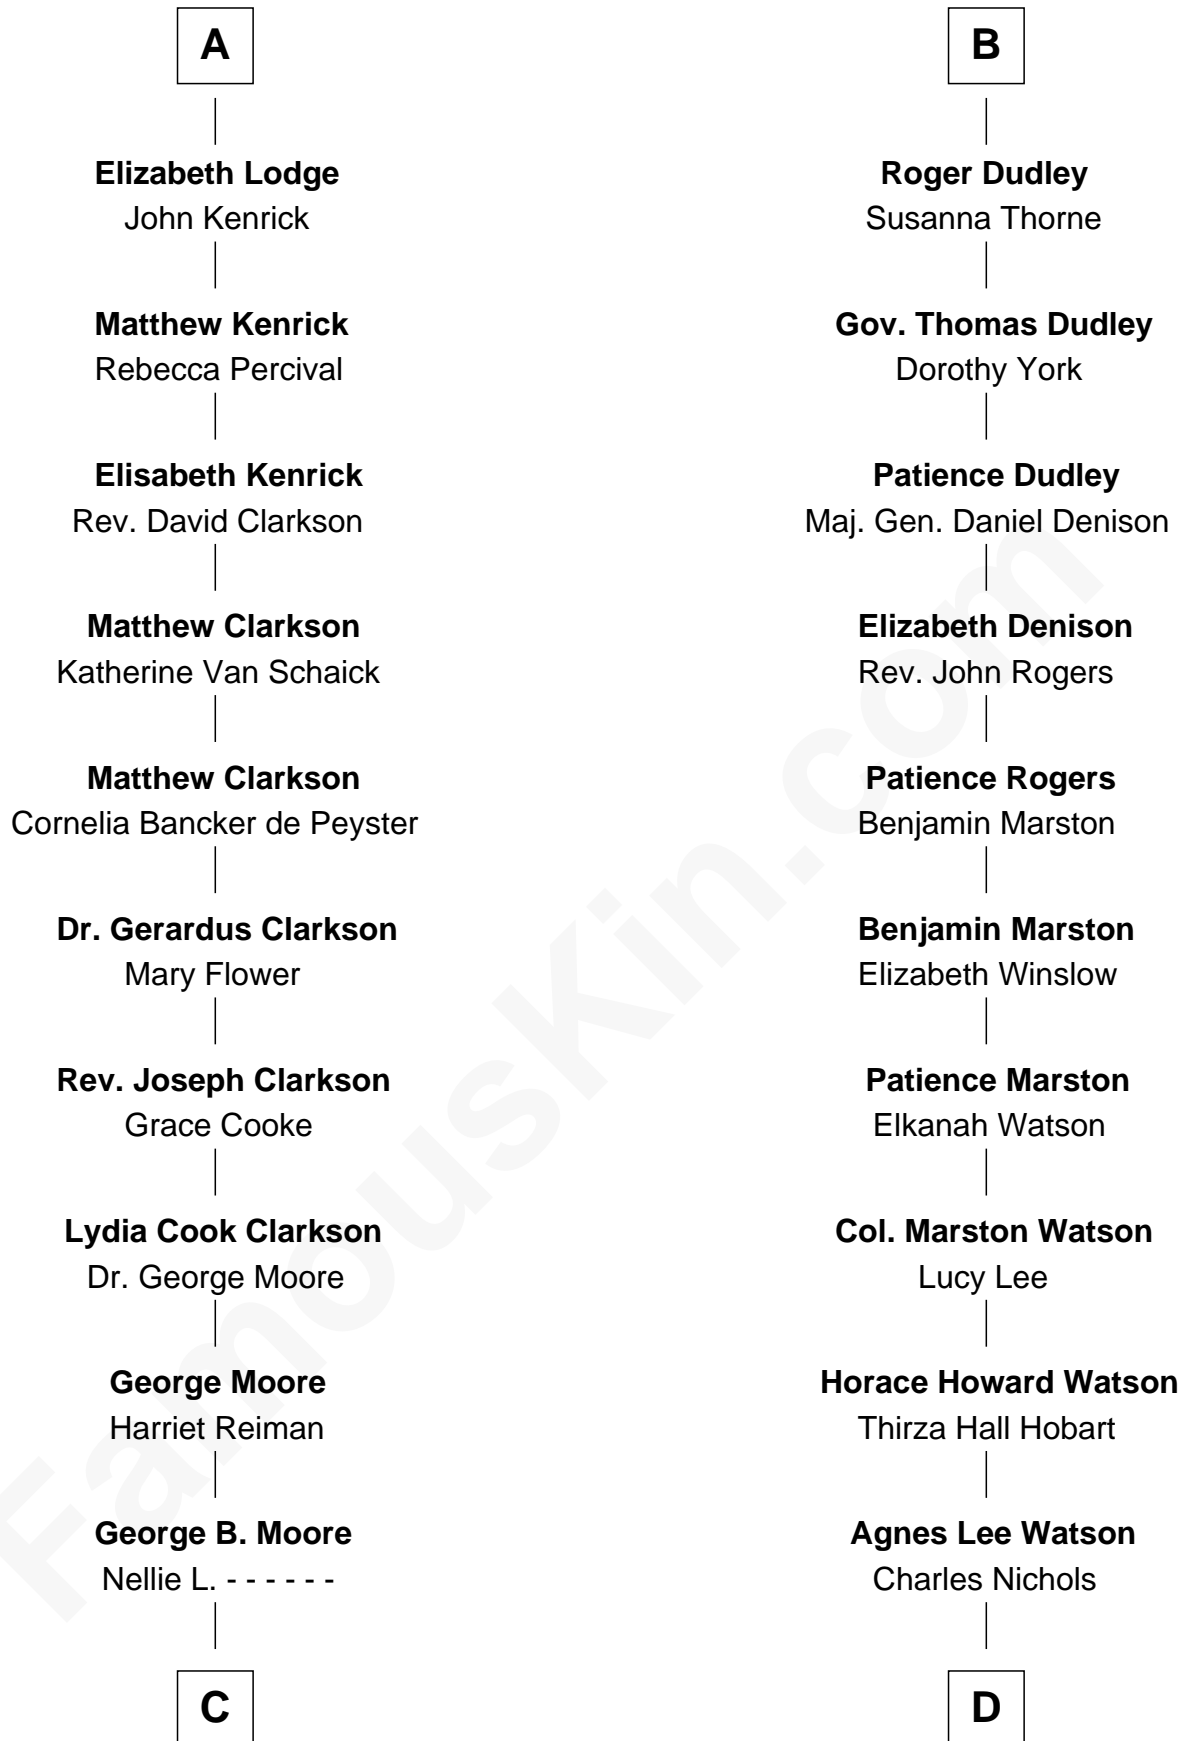 A
Elizabeth Lodge
John Kenrick
Matthew Kenrick
Rebecca Percival
Elisabeth Kenrick
Rev. David Clarkson
Matthew Clarkson
Katherine Van Schaick
Matthew Clarkson
Cornelia Bancker de Peyster
Dr. Gerardus Clarkson
Mary Flower
Rev. Joseph Clarkson
Grace Cooke
Lydia Cook Clarkson
Dr. George Moore
George Moore
Harriet Reiman
George B. Moore
Nellie L. - - - - - -
C
B
Roger Dudley
Susanna Thorne
Gov. Thomas Dudley
Dorothy York
Patience Dudley
Maj. Gen. Daniel Denison
Elizabeth Denison
Rev. John Rogers
Patience Rogers
Benjamin Marston
Benjamin Marston
Elizabeth Winslow
Patience Marston
Elkanah Watson
Col. Marston Watson
Lucy Lee
Horace Howard Watson
Thirza Hall Hobart
Agnes Lee Watson
Charles Nichols
D
FamousKin.com